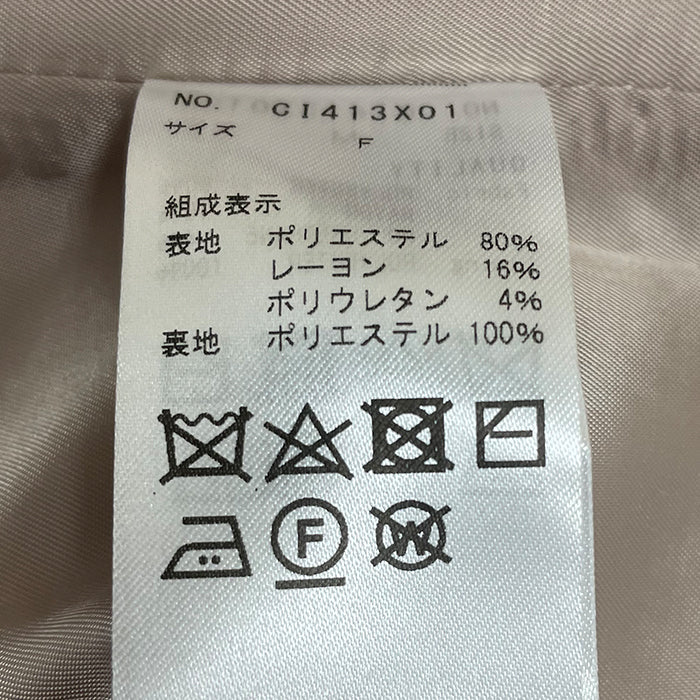 NO. CI413X01
サイズ F
組成表示
表地 ポリエステル 80%
レーヨン 16%
ポリウレタン 4%
裏地 ポリエステル 100%
F
W